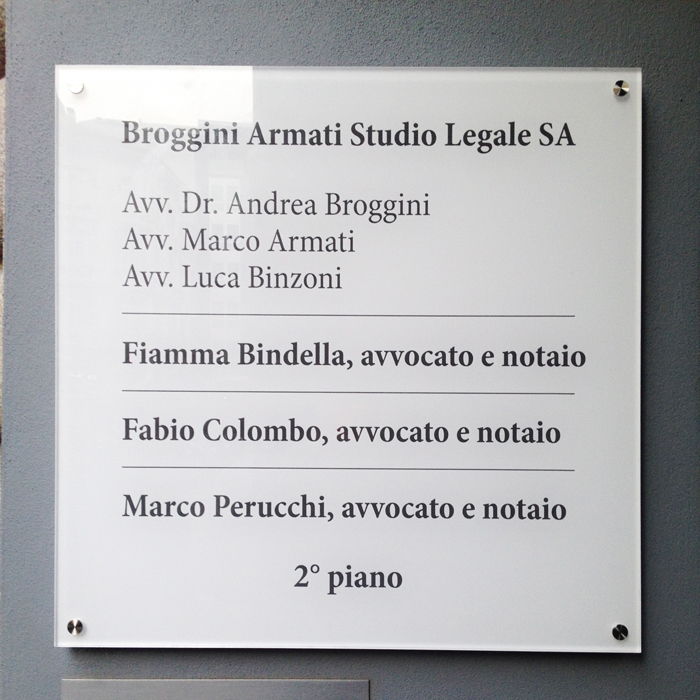 Broggini Armati Studio Legale SA
Avv. Dr. Andrea Broggini
Avv. Marco Armati
Avv. Luca Binzoni
Fiamma Bindella, avvocato e notaio
Fabio Colombo, avvocato e notaio
Marco Perucchi, avvocato e notaio
2° piano